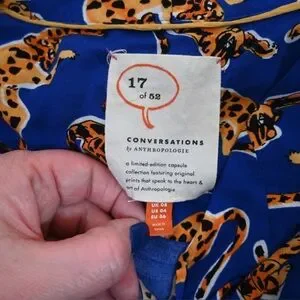 17
of 52
CONVERSATIONS
by ANTHROPOLOGIE
a limited-edition capsule
collection featuring original
prints that speak to the heart &
art of Anthropologie